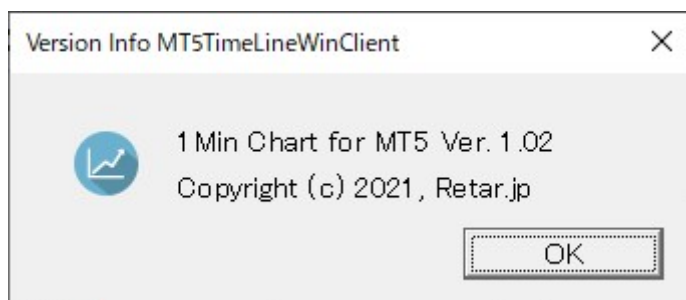 Version Info MT5TimeLineWinClient
1 Min Chart for MT5 Ver. 1.02
Copyright (c) 2021, Retar.jp
OK